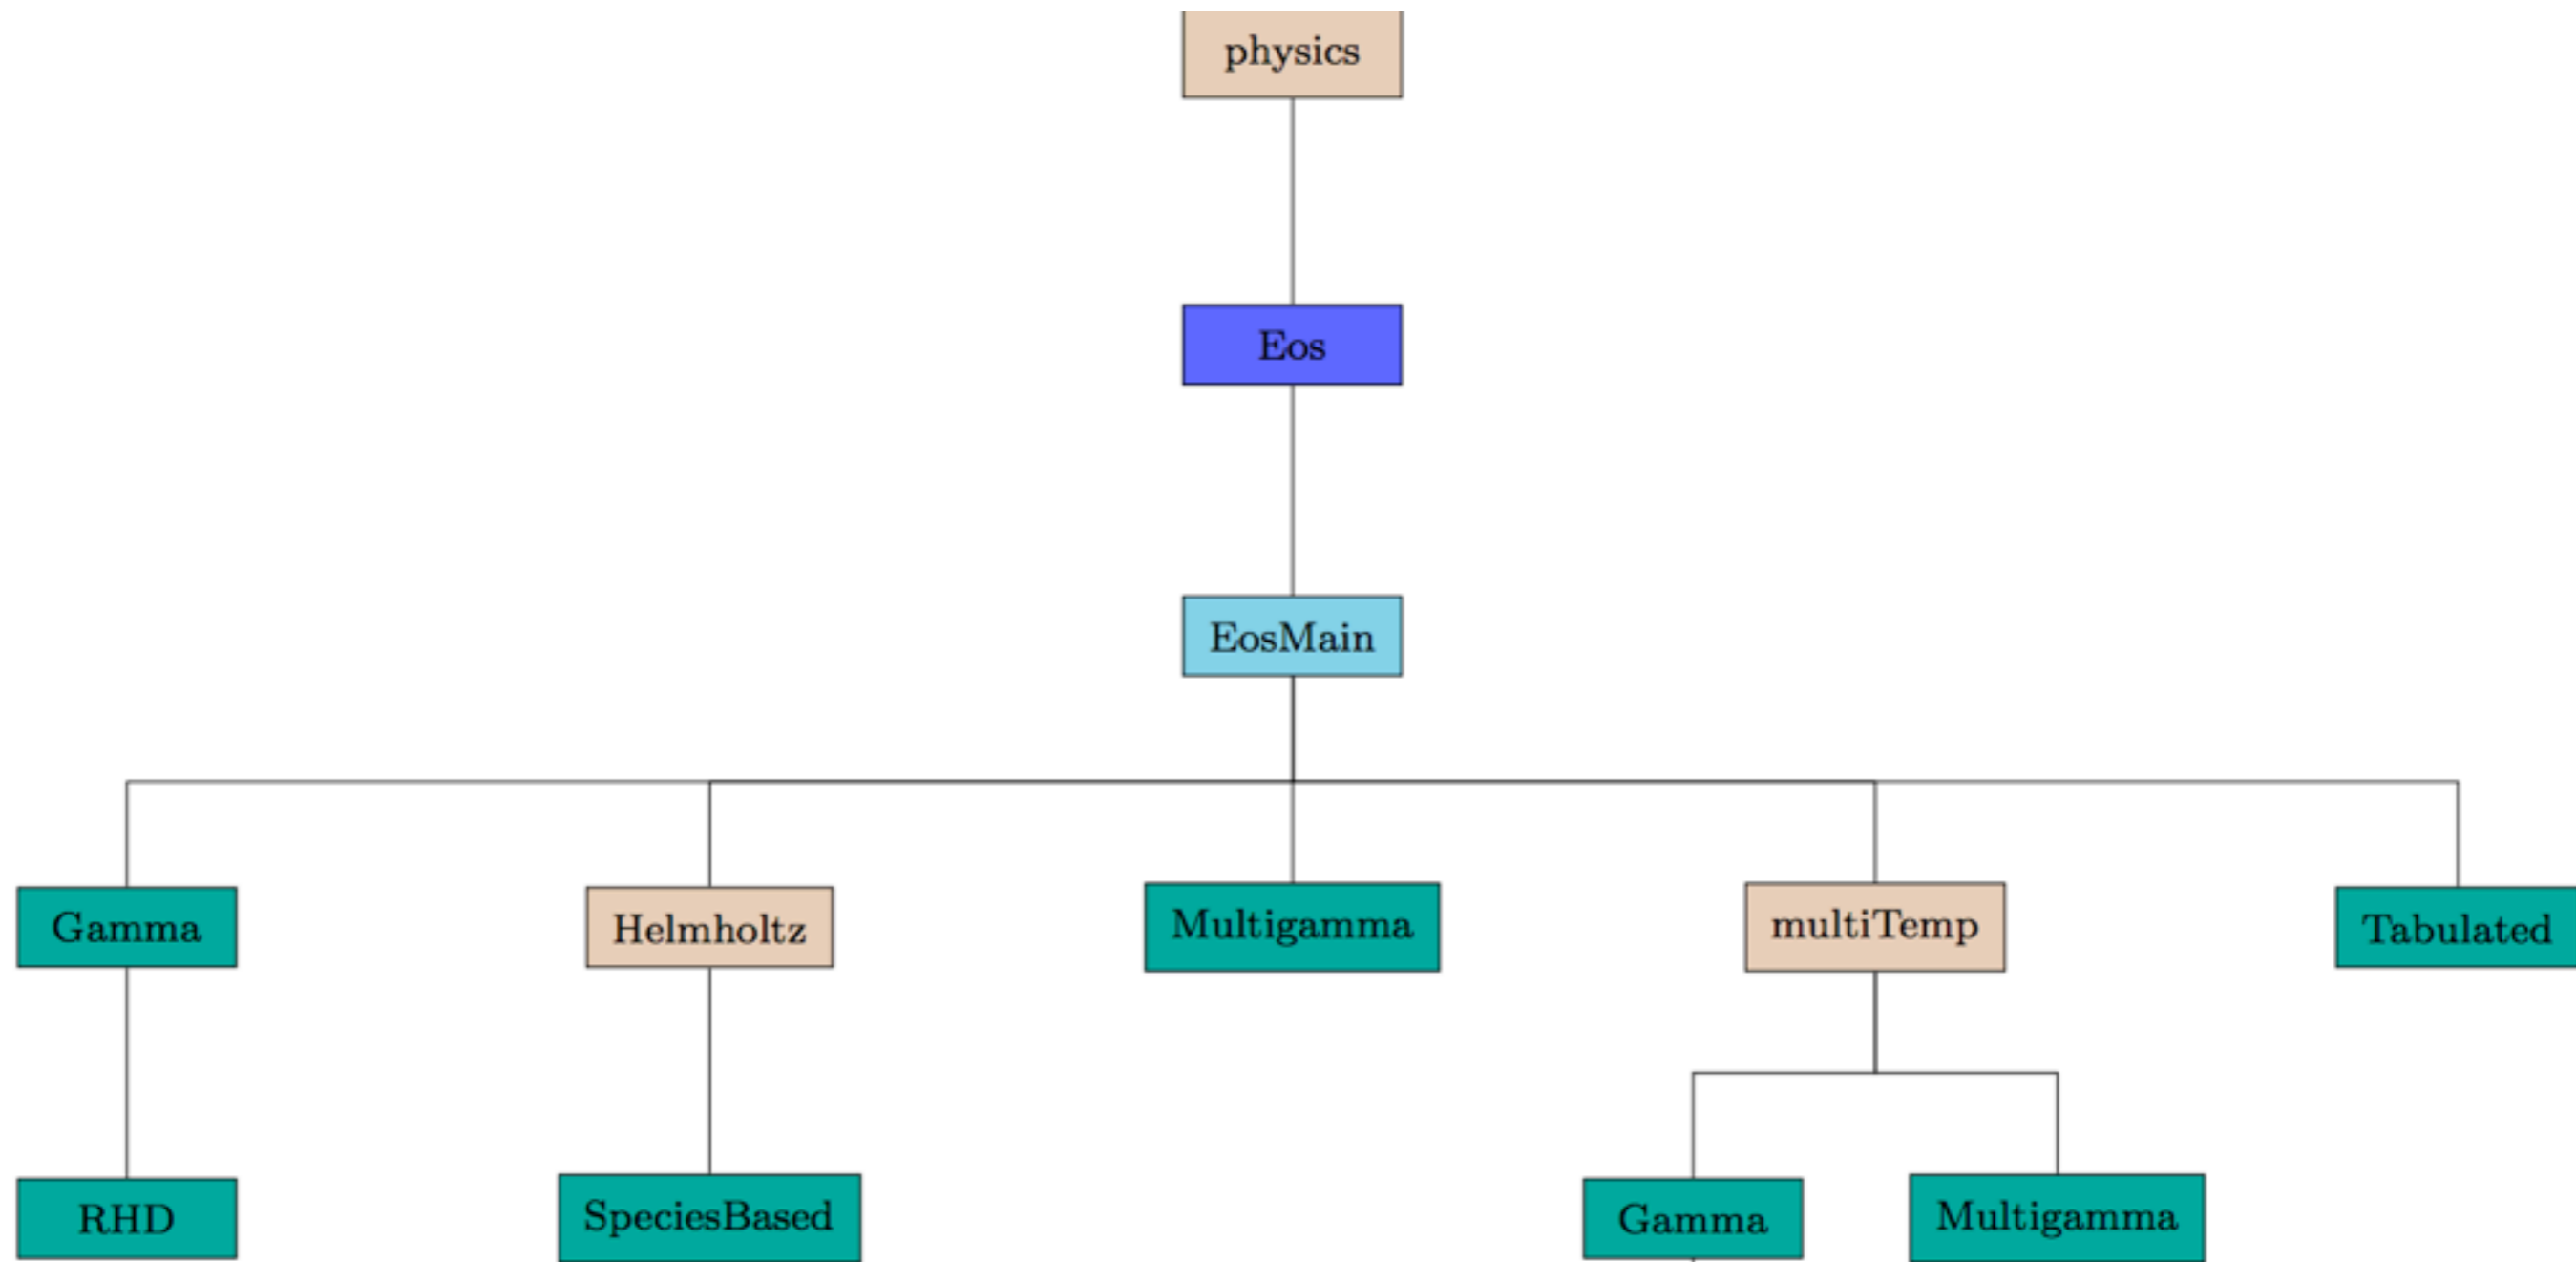 physics
Eos
EosMain
Gamma
Helmholtz
Multigamma
multiTemp
Tabulated
RHD
SpeciesBased
Gamma
Multigamma